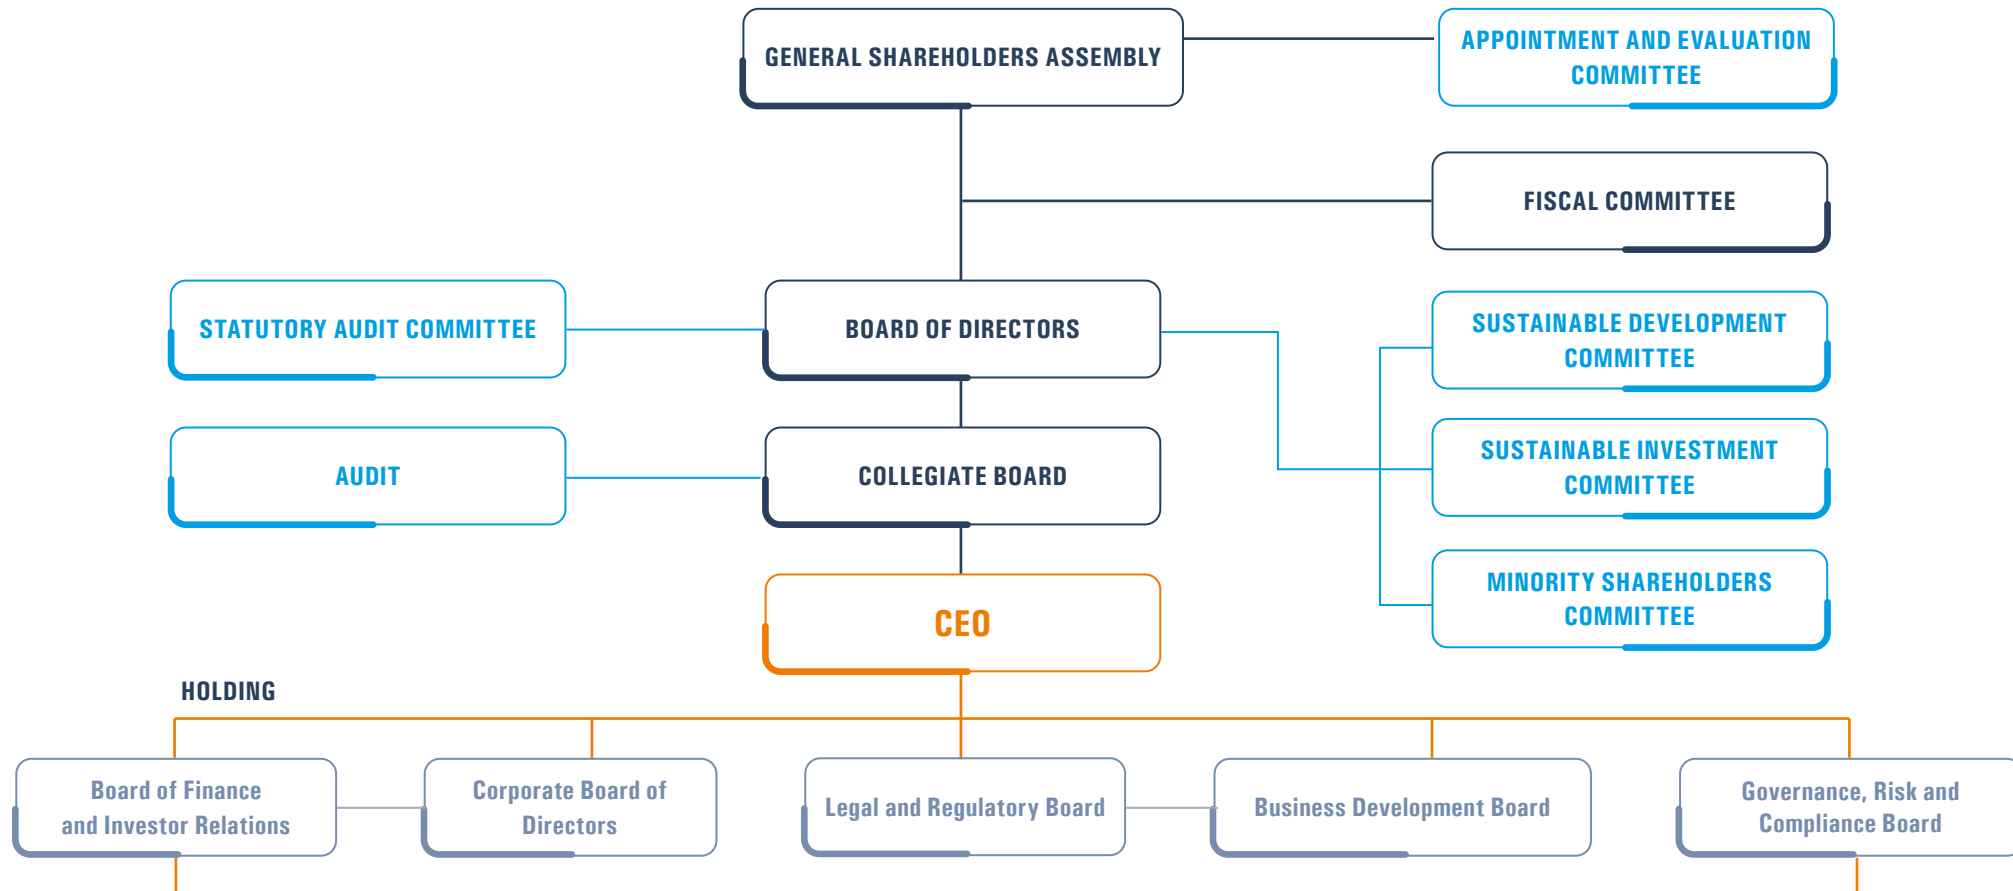 GENERAL SHAREHOLDERS ASSEMBLY
APPOINTMENT AND EVALUATION
COMMITTEE
FISCAL COMMITTEE
STATUTORY AUDIT COMMITTEE
BOARD OF DIRECTORS
SUSTAINABLE DEVELOPMENT
COMMITTEE
AUDIT
COLLEGIATE BOARD
SUSTAINABLE INVESTMENT
COMMITTEE
CEO
MINORITY SHAREHOLDERS
COMMITTEE
HOLDING
Board of Finance
and Investor Relations
Corporate Board of
Directors
Legal and Regulatory Board
Business Development Board
Governance, Risk and
Compliance Board